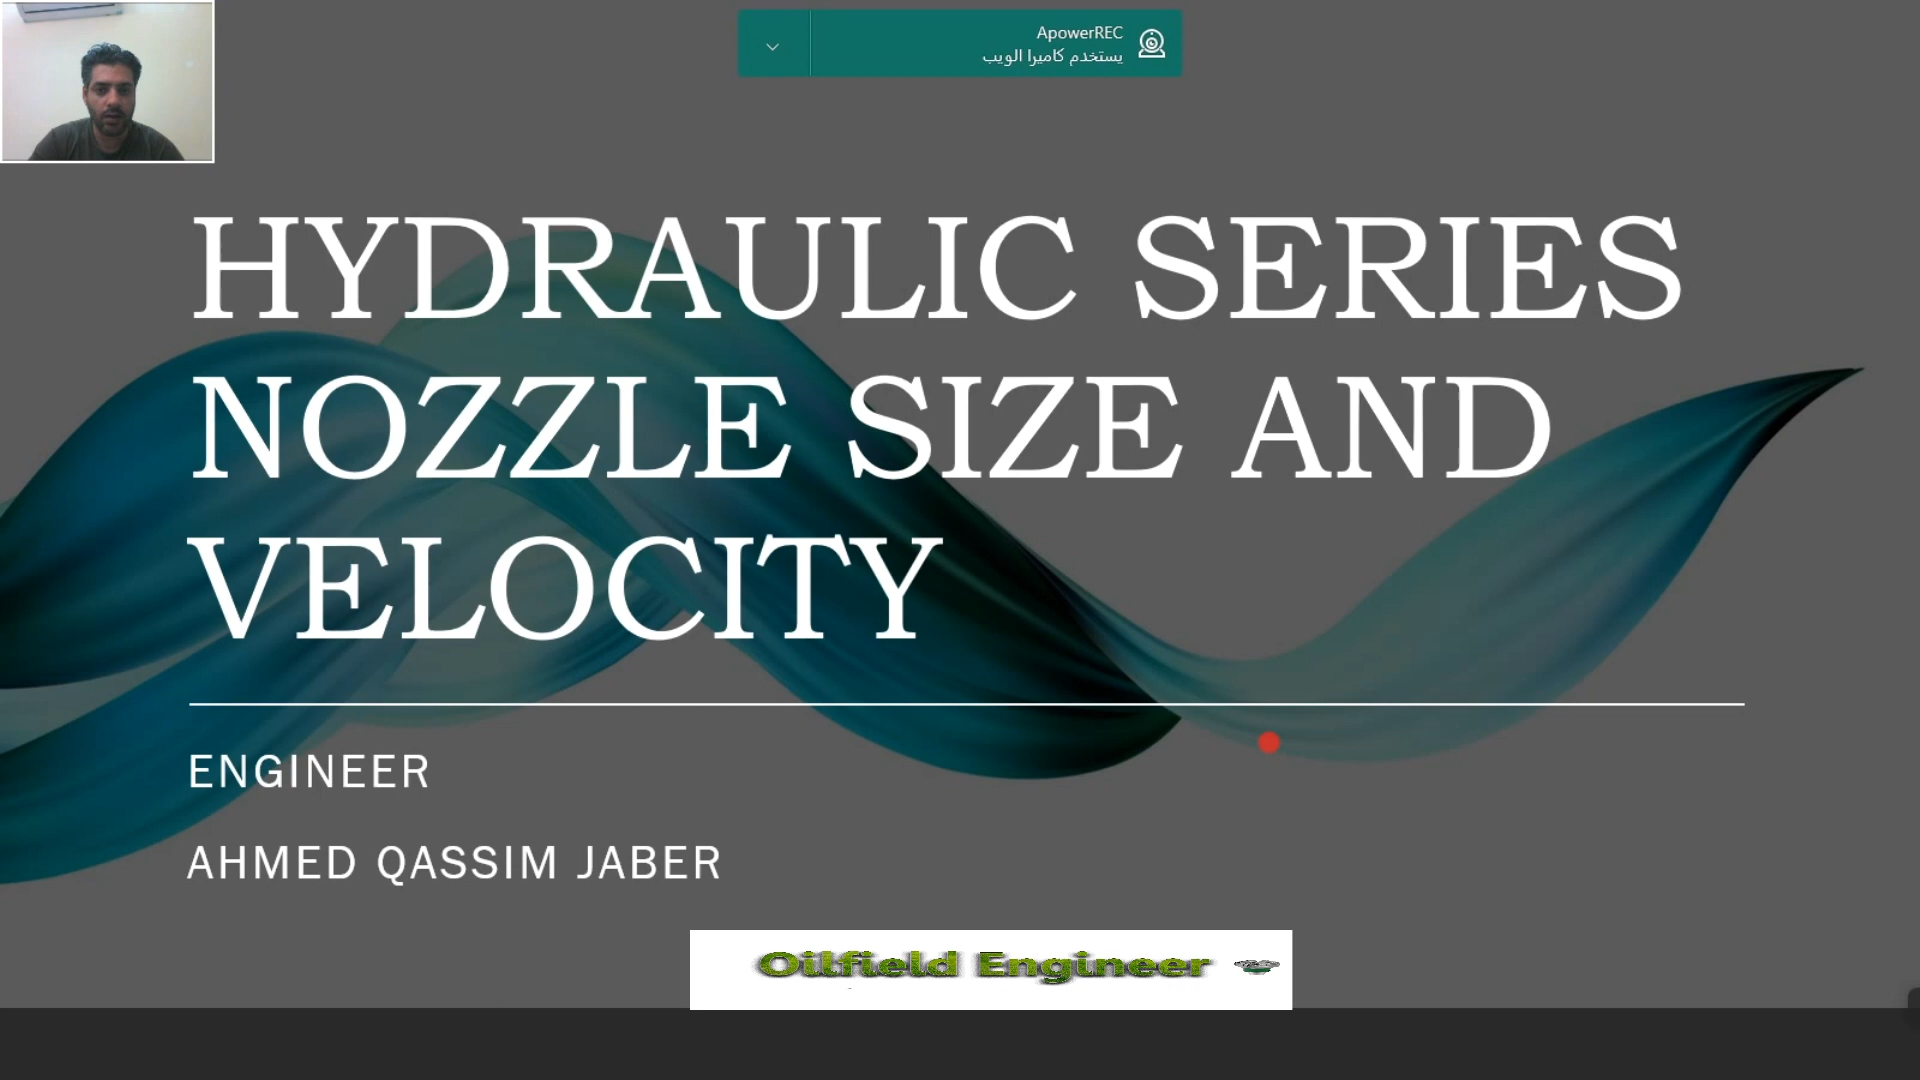 ApowerREC
يستخدم كاميرا الويب
HYDRAULIC SERIES
NOZZLE SIZE AND
VELOCITY
ENGINEER
AHMED QASSIM JABER
Oilfield Engineer